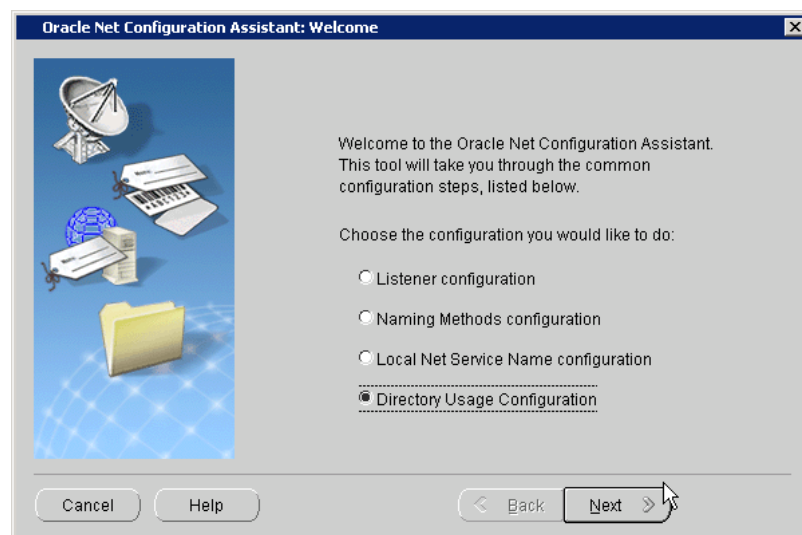 Oracle Net Configuration Assistant: Welcome
Welcome to the Oracle Net Configuration Assistant.
This tool will take you through the common
configuration steps, listed below.
Choose the configuration you would like to do:
Listener configuration
Naming Methods configuration
Local Net Service Name configuration
Directory Usage Configuration
Cancel
Help
Back
Next